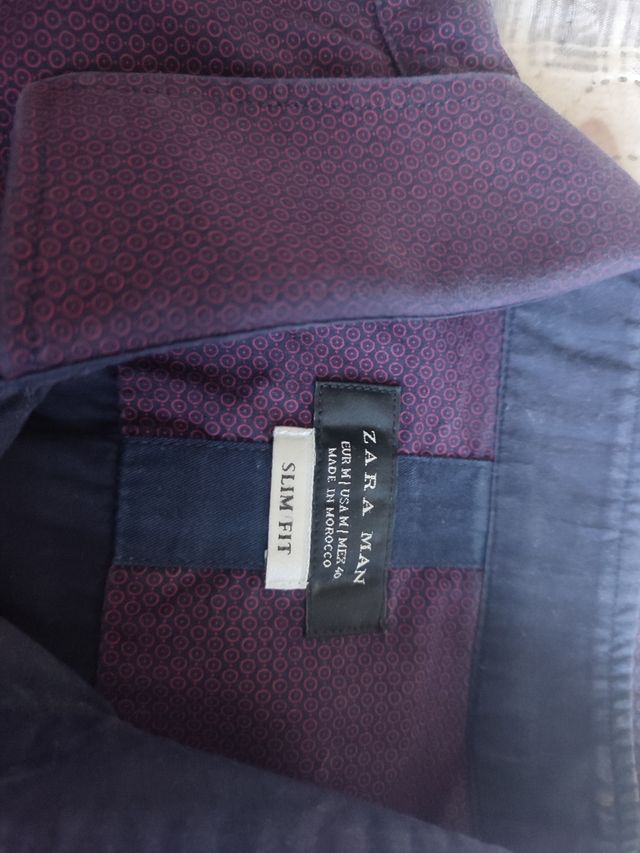 ZARA MAN
EUR M | USA M | MEX 40
MADE IN MOROCCO
SLIM FIT